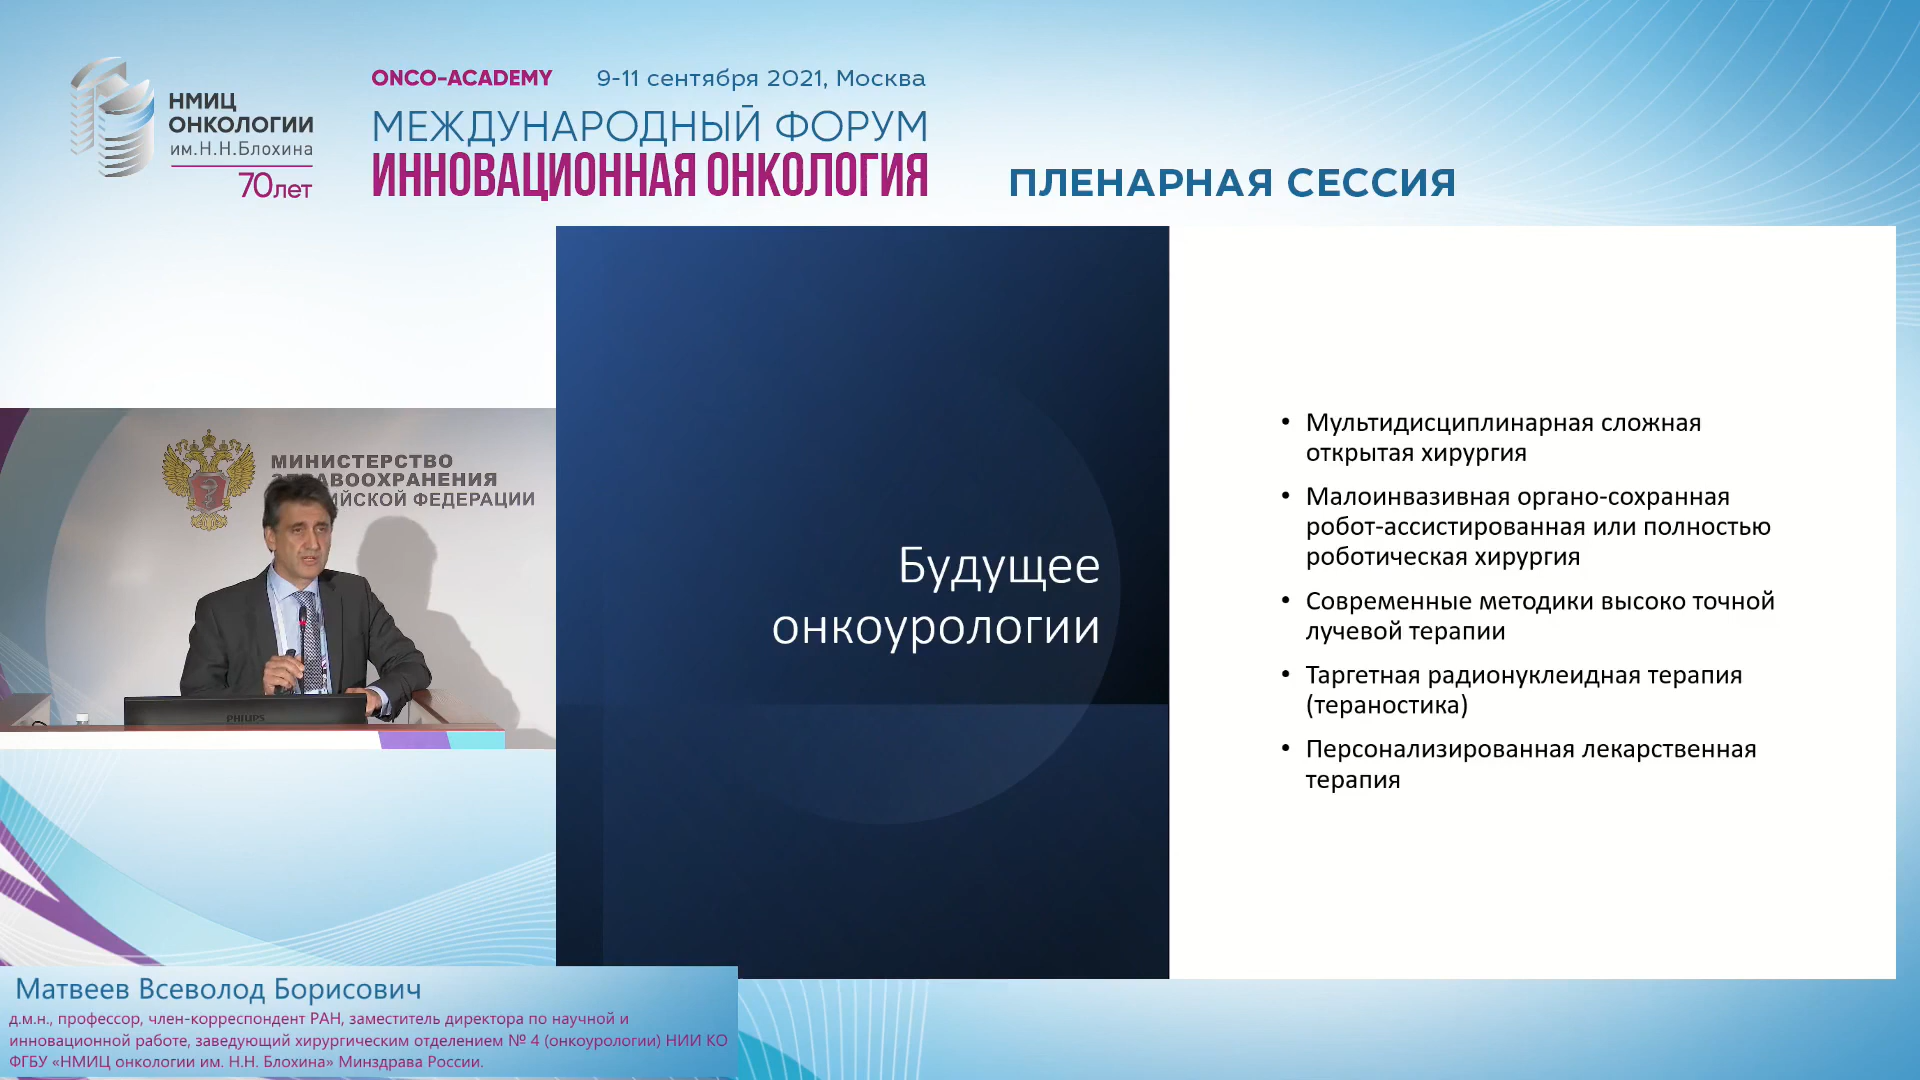 НМИЦ
ОНКОЛОГИИ
им.Н.Н.Блохина
70лет
ONCO-ACADEMY 9-11 сентября 2021, Москва
МЕЖДУНАРОДНЫЙ ФОРУМ
ИННОВАЦИОННАЯ ОНКОЛОГИЯ
ПЛЕНАРНАЯ СЕССИЯ
МИНИСТЕРСТВО
ФЕДЕРАЦИИ
PHILIPS
Будущее
онкоурологии
• Мультидисциплинарная сложная
открытая хирургия
• Малоинвазивная органо-сохранная
робот-ассистированная или полностью
роботическая хирургия
• Современные методики высоко точной
лучевой терапии
• Таргетная радионуклеидная терапия
(тераностика)
• Персонализированная лекарственная
терапия
Матвеев Всеволод Борисович
д.м.н., профессор, член-корреспондент РАН, заместитель директора по научной и
инновационной работе, заведующий хирургическим отделением № 4 (онкоурологии) НИИ КО
ФГБУ «НМИЦ онкологии им. Н.Н. Блохина» Минздрава России.